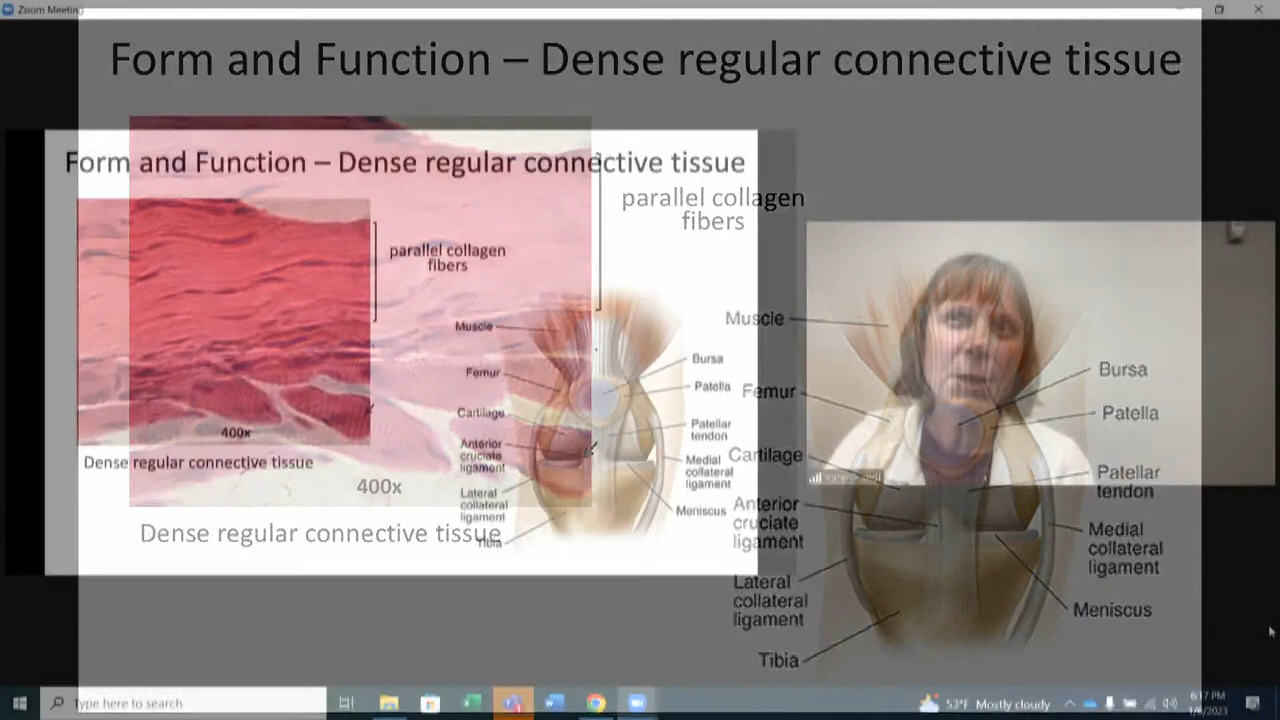 Zoom Meeting
Form and Function – Dense regular connective tissue
Form and Function – Dense regular connective tissue
parallel collagen
fibers
400x
Dense regular connective tissue
Muscle
Femur
Cartilage
Anterior
cruciate
ligament
Lateral
collateral
ligament
Tibia
Bursa
Patella
Patellar
tendon
Medial
collateral
ligament
Meniscus
parallel collagen
fibers
400x
Dense regular connective tissue
Muscle
Femur
Cartilage
Anterior
cruciate
ligament
Lateral
collateral
ligament
Tibia
Bursa
Patella
Patellar
tendon
Medial
collateral
ligament
Meniscus
Type here to search
53°F Mostly cloudy
6:17 PM